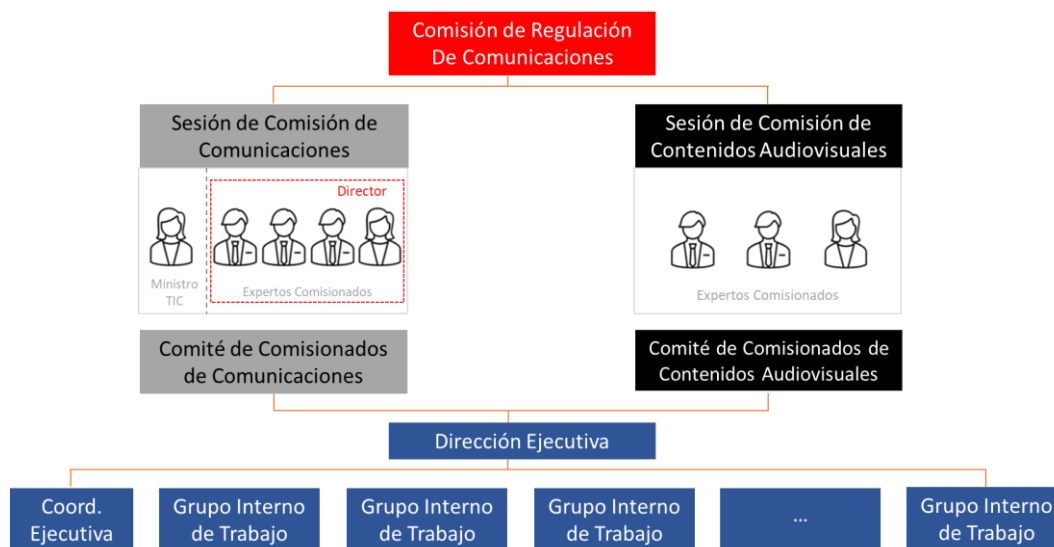 Comisión de Regulación
De Comunicaciones
Sesión de Comisión de
Comunicaciones
Sesión de Comisión de
Contenidos Audiovisuales
Director
Ministro
TIC
Expertos Comisionados
Expertos Comisionados
Comité de Comisionados
de Comunicaciones
Comité de Comisionados de
Contenidos Audiovisuales
Dirección Ejecutiva
Coord.
Ejecutiva
Grupo Interno
de Trabajo
Grupo Interno
de Trabajo
Grupo Interno
de Trabajo
...
Grupo Interno
de Trabajo